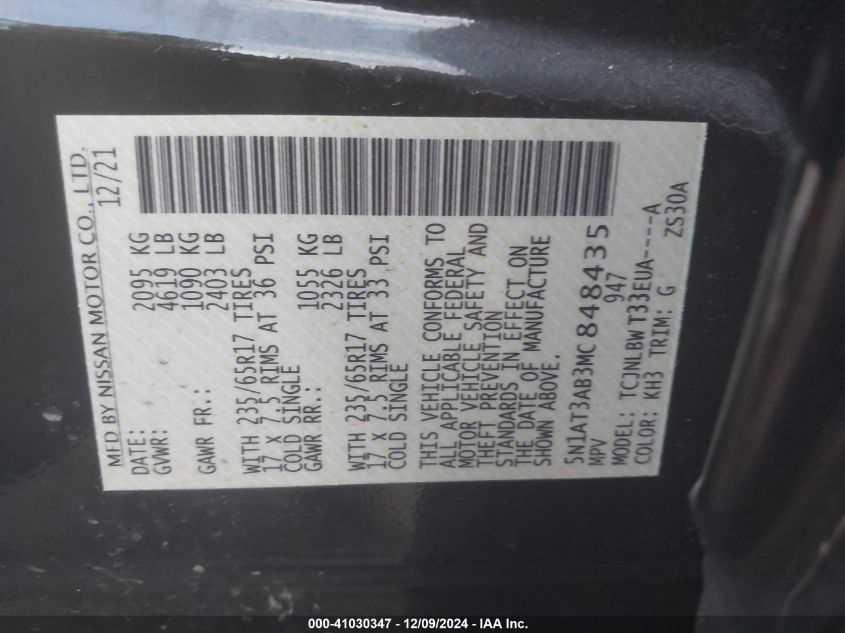 MFD BY NISSAN MOTOR CO., LTD.
DATE: 12/21
GVWR: 2095 KG
4619 LB
GAWR FR.: 1090 KG
2403 LB
WITH 235/65R17 TIRES
17 X 7.5 RIMS AT 36 PSI
COLD SINGLE
GAWR RR.: 1055 KG
2326 LB
WITH 235/65R17 TIRES
17 X 7.5 RIMS AT 33 PSI
COLD SINGLE
THIS VEHICLE CONFORMS TO
ALL APPLICABLE FEDERAL
MOTOR VEHICLE SAFETY AND
THEFT PREVENTION
STANDARDS IN EFFECT ON
THE DATE OF MANUFACTURE
SHOWN ABOVE.
5N1AT3AB3MC848435
MPV 947
MODEL: TCJNLBW T33EUA----A
COLOR: KH3 TRIM: G ZS30A
000-41030347 - 12/09/2024 - IAA Inc.